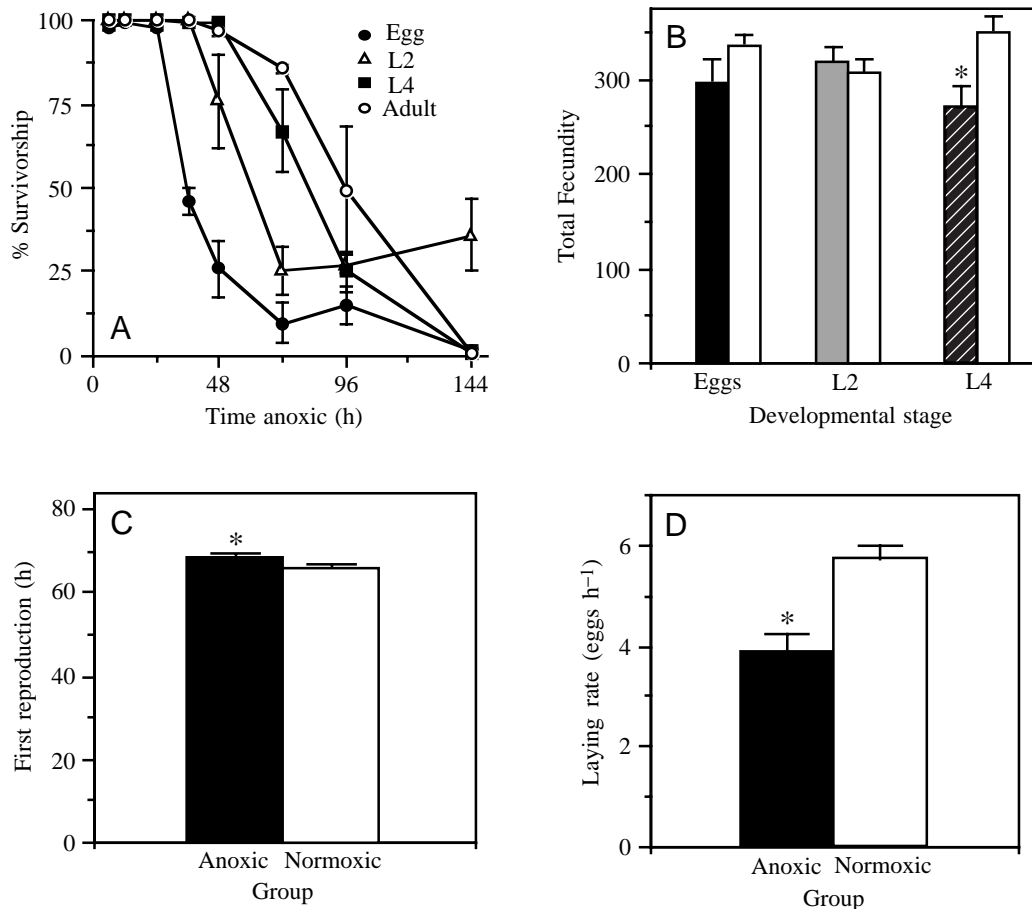 A
% Survivorship
100
75
50
25
0
Egg
L2
L4
Adult
0
48
96
144
Time anoxic (h)
B
Total Fecundity
300
200
100
0
*
Eggs
L2
L4
Developmental stage
C
First reproduction (h)
80
60
40
20
0
*
Anoxic
Normoxic
Group
D
Laying rate (eggs h–1)
6
4
2
0
*
Anoxic
Normoxic
Group